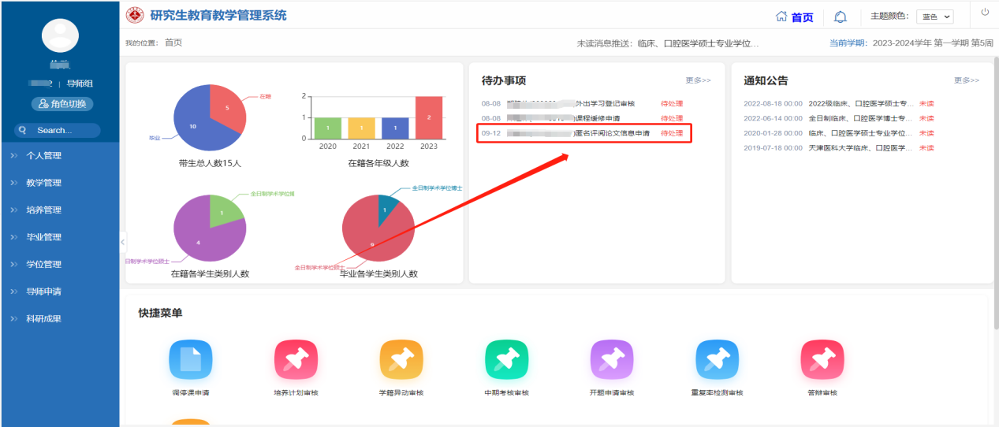 研究生教育教学管理系统
首页
主题颜色：
蓝色
我的位置： 首页
未读消息推送：临床、口腔医学硕士专业学位…
当前学期：2023-2024学年 第一学期 第5周
2 | 导师组
角色切换
Search...
个人管理
教学管理
培养管理
毕业管理
学位管理
导师申请
科研成果
5
在籍
10
毕业
带生总人数15人
2
1
0
1
1
1
2
2020
2021
2022
2023
在籍各年级人数
全日制学术学位博
1
4
日制学术学位硕士
在籍各学生类别人数
全日制学术学位博士
1
9
全日制学术学位硕士
毕业各学生类别人数
待办事项
更多>>
08-08 外出学习登记审核 待处理
08-08 )课程缓修申请 待处理
09-12 )匿名评阅论文信息申请 待处理
通知公告
更多>>
2022-08-18 00:00 2022级临床、口腔医学硕士专… 未读
2022-06-14 00:00 全日制临床、口腔医学博士专… 未读
2020-01-28 00:00 临床、口腔医学硕士专业学位… 未读
2019-07-18 00:00 天津医科大学临床、口腔医学… 未读
快捷菜单
调停课申请
培养计划审核
学籍异动审核
中期考核审核
开题申请审核
重复率检测审核
答辩审核